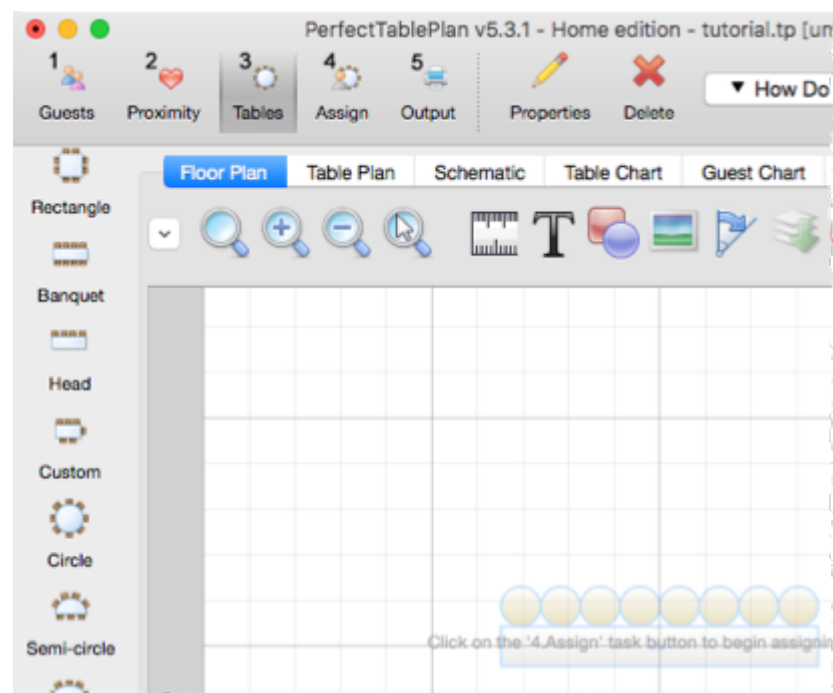 PerfectTablePlan v5.3.1 - Home edition - tutorial.tp
1 2 3 4 5
Guests Proximity Tables Assign Output Properties Delete ▼ How Do
Floor Plan Table Plan Schematic Table Chart Guest Chart
Rectangle
T
Banquet
Head
Custom
Circle
Click on the '4.Assign' task button to begin
Semi-circle